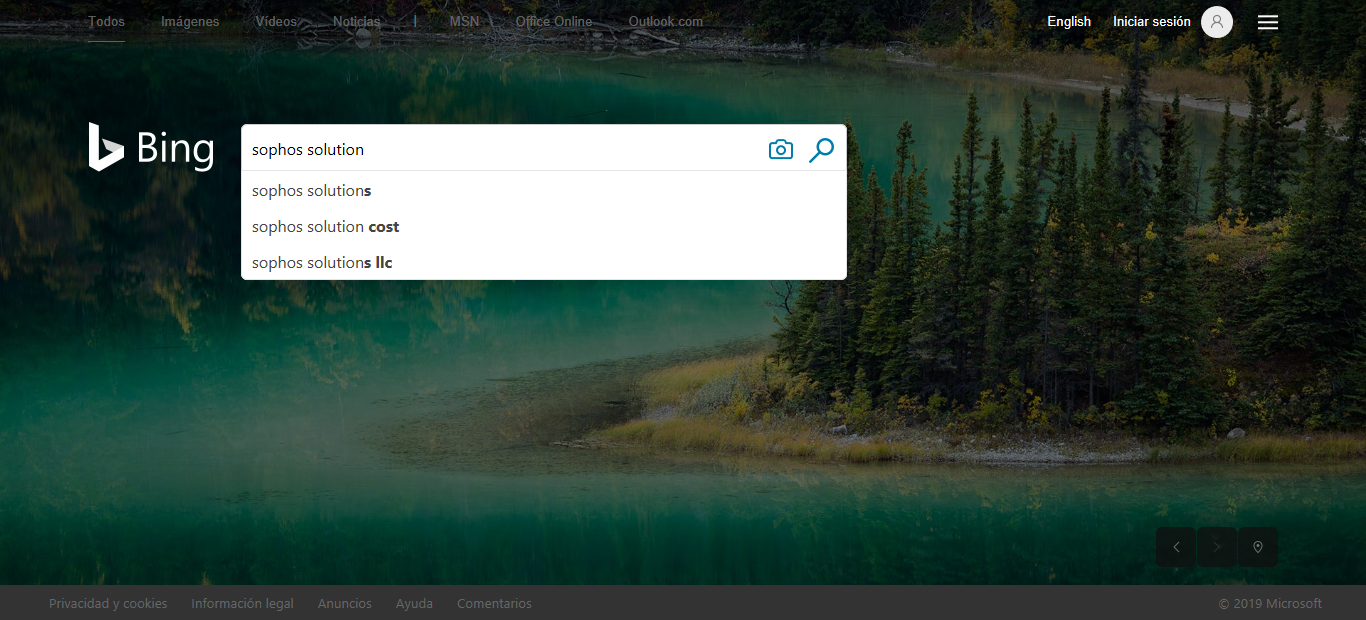 Todos Imágenes Vídeos Noticias | MSN Office Online Outlook.com English Iniciar sesión
Bing
sophos solution
sophos solutions
sophos solution cost
sophos solutions llc
Privacidad y cookies Información legal Anuncios Ayuda Comentarios © 2019 Microsoft